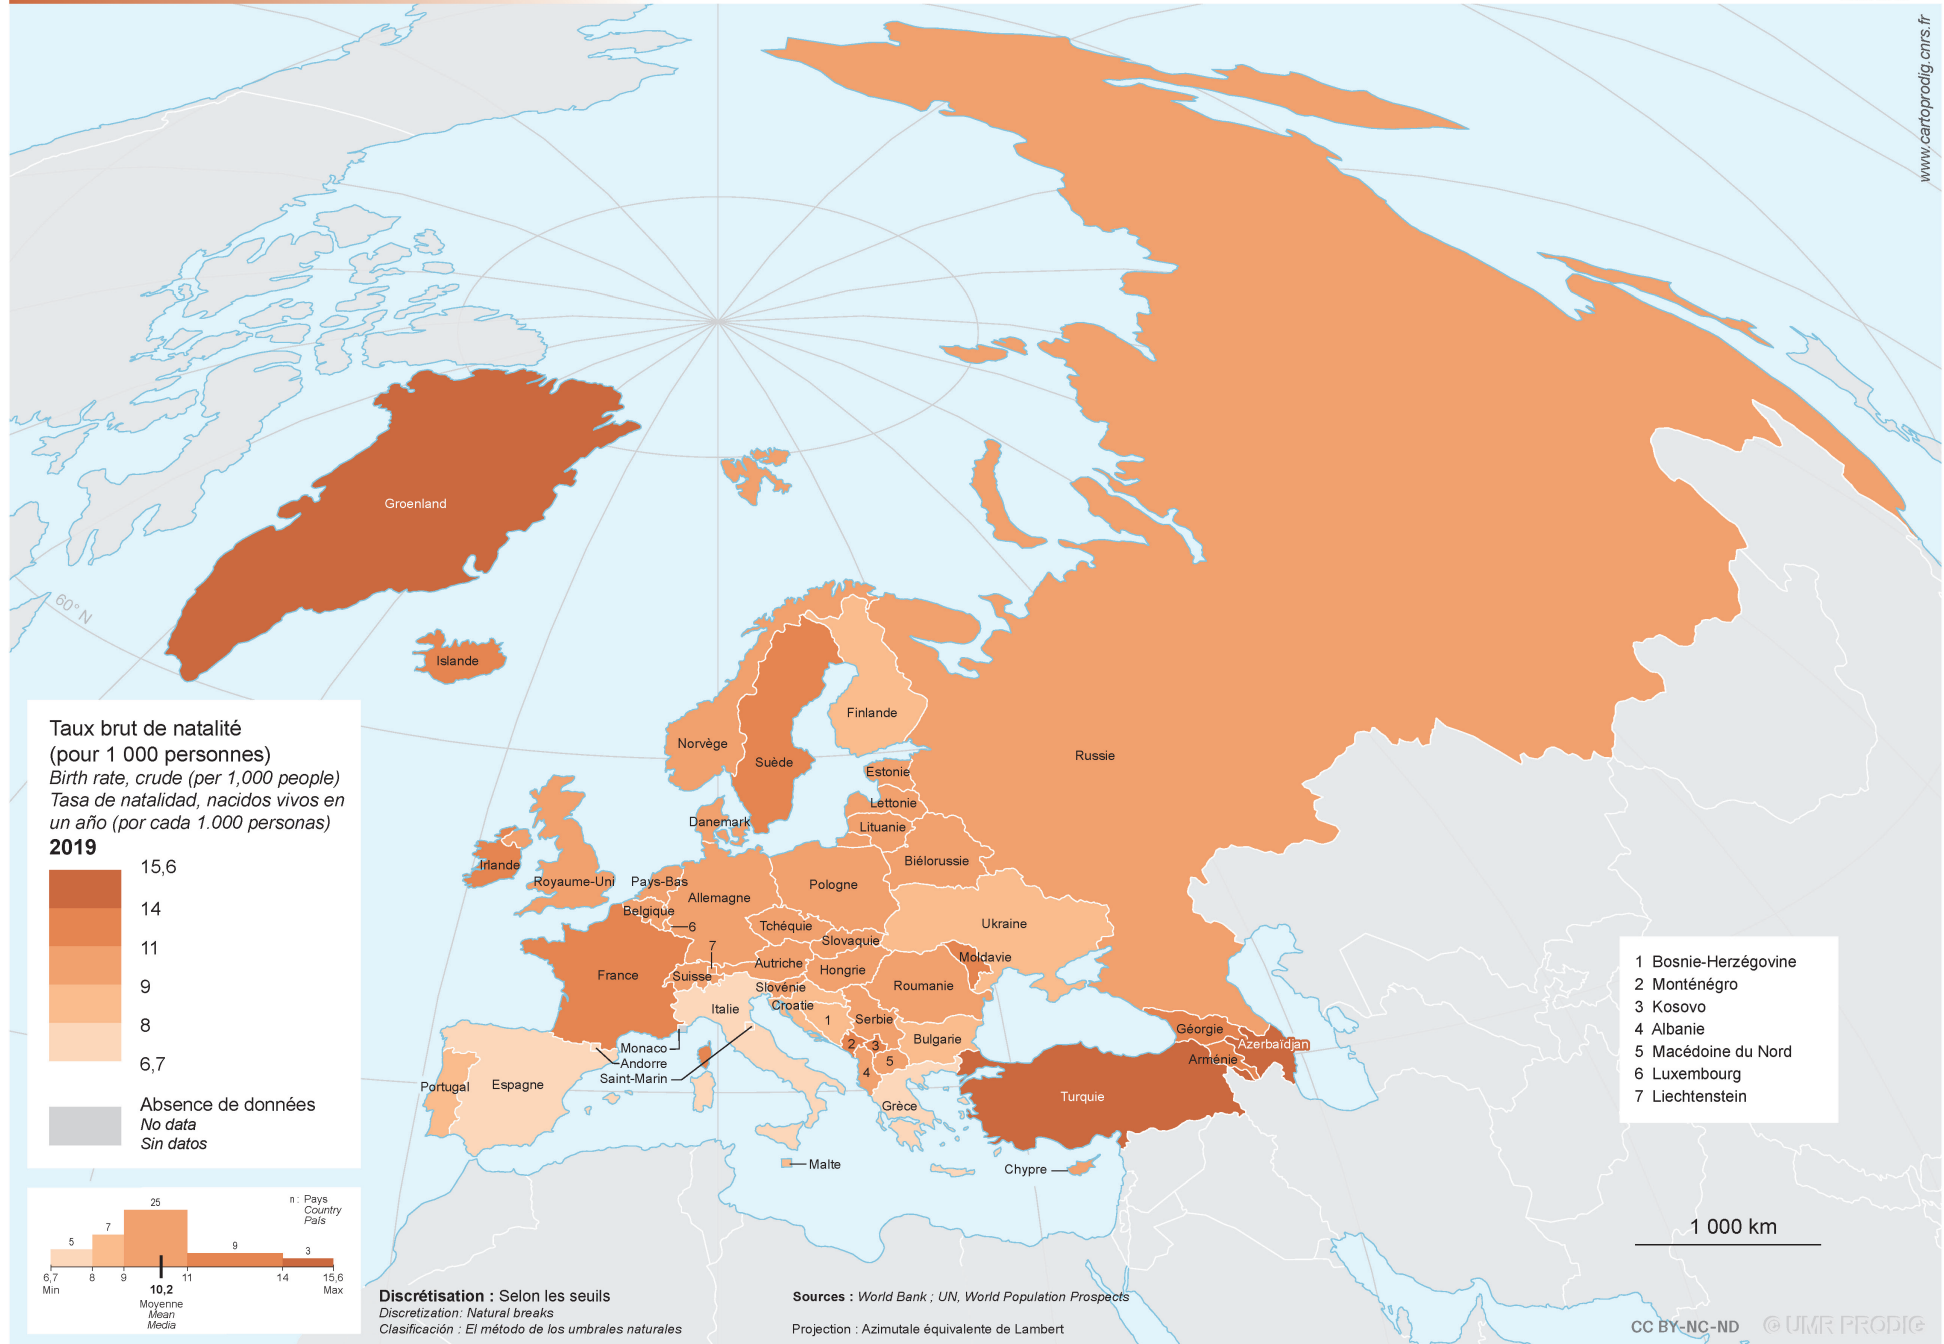 www.cartoprodig.cnrs.fr
Groenland
60° N
Islande
Finlande
Norvège
Suède
Russie
Estonie
Lettonie
Danemark
Lituanie
Irlande
Biélorussie
Royaume-Uni
Pays-Bas
Allemagne
Pologne
Belgique
6
Tchéquie
Ukraine
Slovaquie
7
Moldavie
France
Suisse
Autriche
Hongrie
Slovénie
Roumanie
Italie
Croatie
1
Serbie
Géorgie
Bulgarie
2
3
Azerbaïdjan
Monaco
Andorre
Saint-Marin
5
4
Arménie
Portugal
Espagne
Turquie
Grèce
Malte
Chypre
Taux brut de natalité
(pour 1 000 personnes)
Birth rate, crude (per 1,000 people)
Tasa de natalidad, nacidos vivos en
un año (por cada 1.000 personas)
2019
15,6
14
11
9
8
6,7
Absence de données
No data
Sin datos
1 Bosnie-Herzégovine
2 Monténégro
3 Kosovo
4 Albanie
5 Macédoine du Nord
6 Luxembourg
7 Liechtenstein
n : Pays
Country
País
5 7 25 9 3
6,7 8 9 11 14 15,6
Min 10,2 Max
Moyenne
Mean
Media
1 000 km
Discrétisation : Selon les seuils
Discretization: Natural breaks
Clasificación : El método de los umbrales naturales
Sources : World Bank ; UN, World Population Prospects
Projection : Azimutale équivalente de Lambert
CC BY-NC-ND © UMR PRODIG